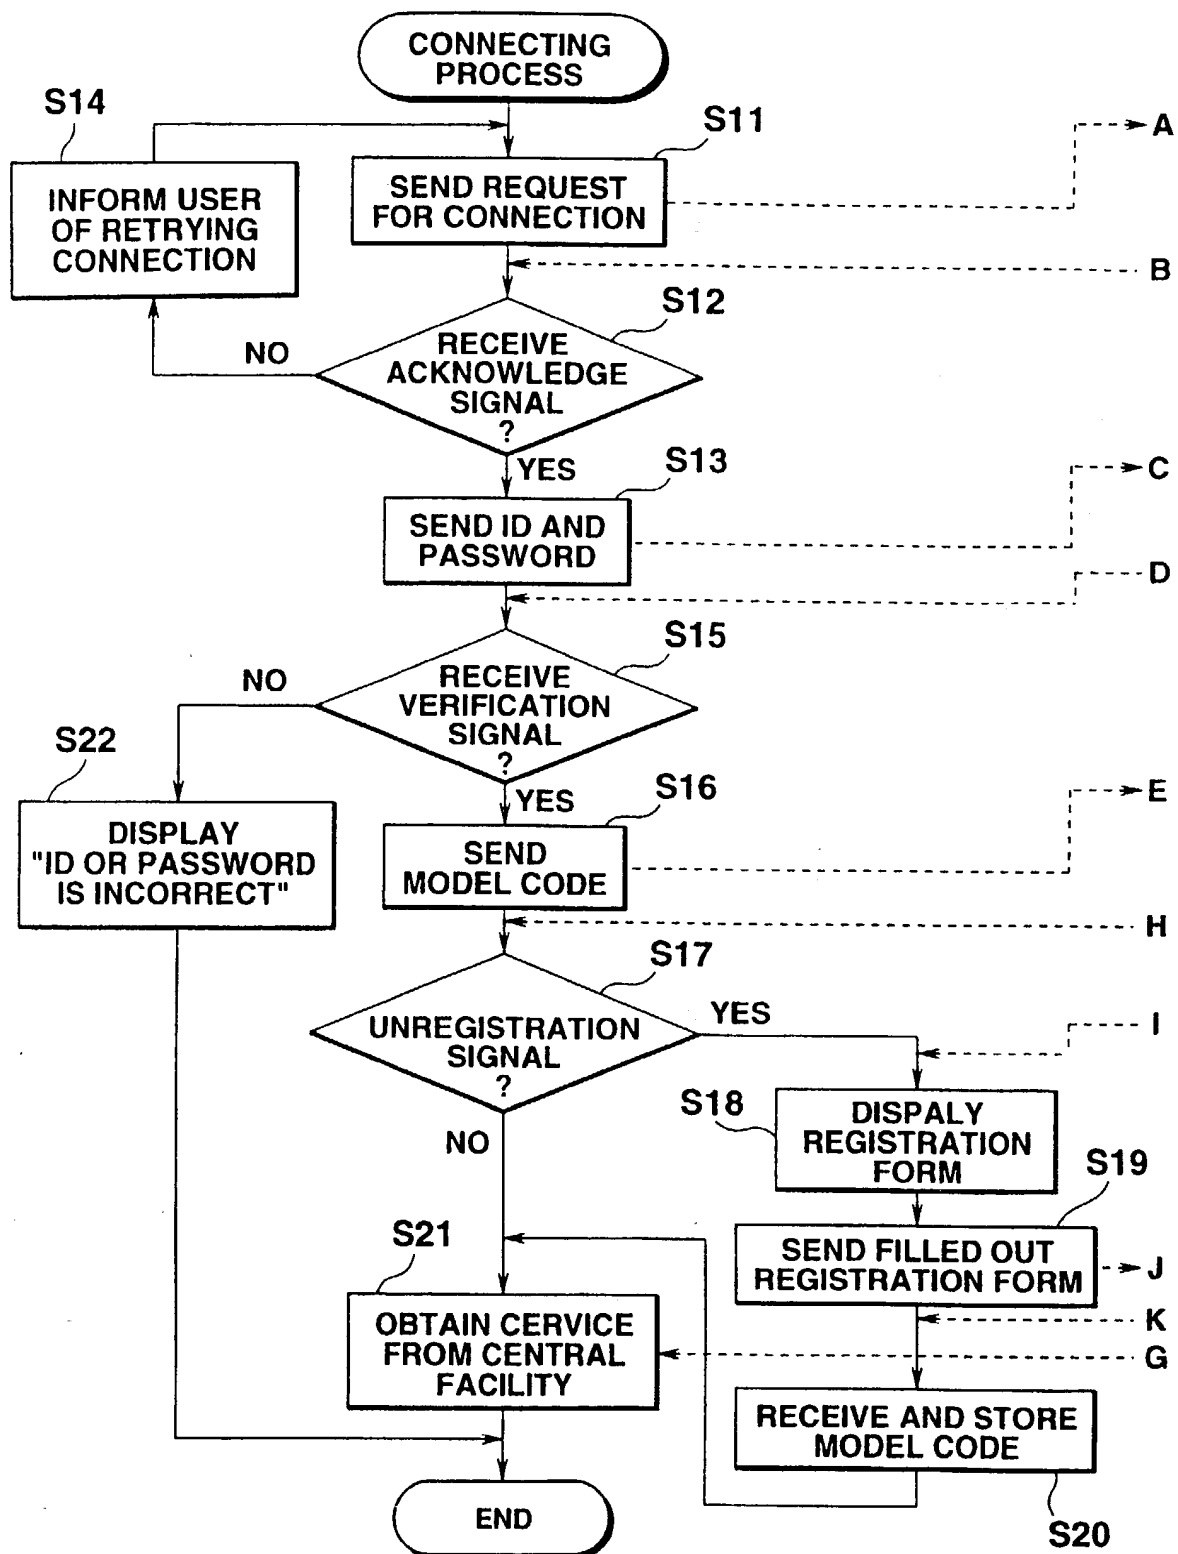 CONNECTING
PROCESS
S14
S11
A
INFORM USER
OF RETRYING
CONNECTION
SEND REQUEST
FOR CONNECTION
B
S12
NO
RECEIVE
ACKNOWLEDGE
SIGNAL
?
YES
S13
C
SEND ID AND
PASSWORD
D
S15
NO
RECEIVE
VERIFICATION
SIGNAL
?
S22
YES
S16
E
DISPLAY
"ID OR PASSWORD
IS INCORRECT"
SEND
MODEL CODE
H
S17
YES
UNREGISTRATION
SIGNAL
?
I
NO
S18
DISPALY
REGISTRATION
FORM
S19
S21
SEND FILLED OUT
REGISTRATION FORM
J
K
OBTAIN CERVICE
FROM CENTRAL
FACILITY
G
RECEIVE AND STORE
MODEL CODE
S20
END